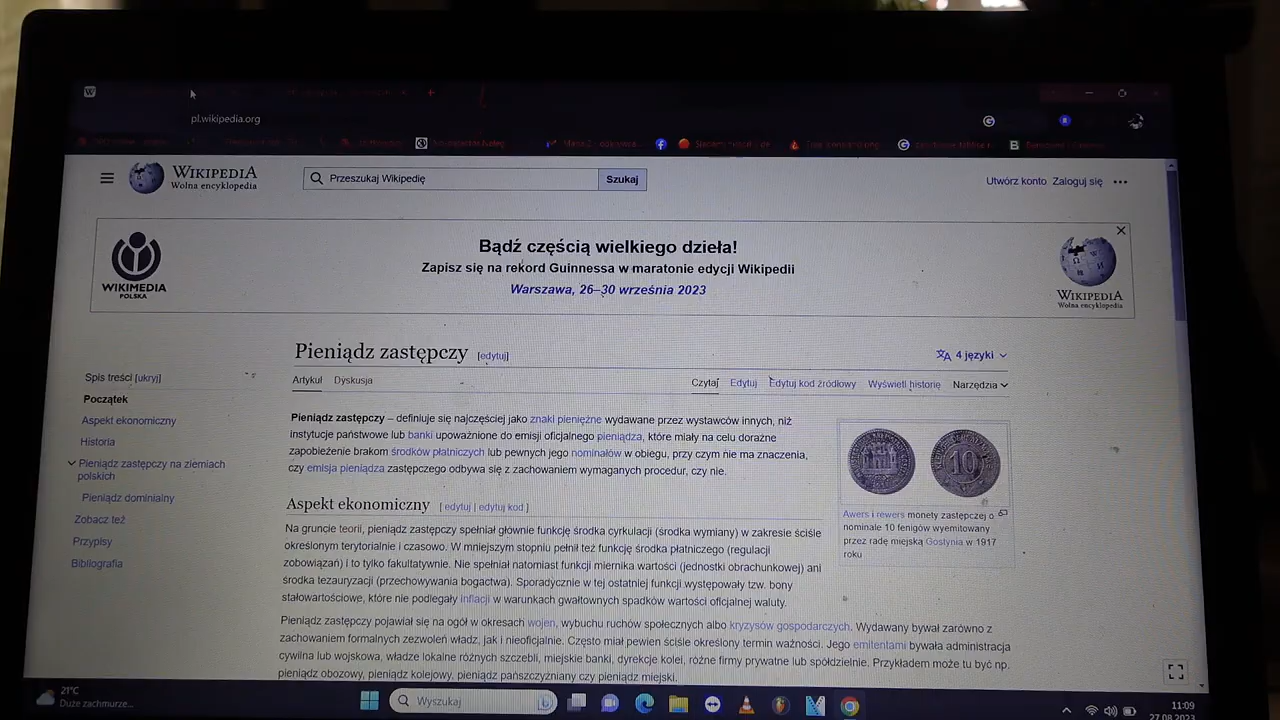 pl.wikipedia.org
WIKIPEDIA
Wolna encyklopedia
Przeszukaj Wikipedię
Szukaj
Utwórz konto Zaloguj się
WIKIMEDIA
POLSKA
Bądź częścią wielkiego dzieła!
Zapisz się na rekord Guinnessa w maratonie edycji Wikipedii
Warszawa, 26–30 września 2023
WIKIPEDIA
Wolna encyklopedia
Spis treści [ukryj]
Początek
Aspekt ekonomiczny
Historia
Pieniądz zastępczy na ziemiach
polskich
Pieniądz dominialny
Zobacz też
Przypisy
Bibliografia
Pieniądz zastępczy [edytuj]
4 języki
Artykuł Dyskusja
Czytaj Edytuj Edytuj kod źródłowy Wyświetl historię Narzędzia
Pieniądz zastępczy – definiuje się najczęściej jako znaki pieniężne wydawane przez wystawców innych, niż
instytucje państwowe lub banki upoważnione do emisji oficjalnego pieniądza, które miały na celu doraźne
zapobieżenie brakom środków płatniczych lub pewnych jego nominałów w obiegu, przy czym nie ma znaczenia,
czy emisja pieniądza zastępczego odbywa się z zachowaniem wymaganych procedur, czy nie.
10
Awers i rewers monety zastępczej o
nominale 10 fenigów wyemitowany
przez radę miejską Gostynia w 1917
roku
Aspekt ekonomiczny [ edytuj | edytuj kod ]
Na gruncie teorii, pieniądz zastępczy spełniał głównie funkcję środka cyrkulacji (środka wymiany) w zakresie ściśle
określonym terytorialnie i czasowo. W mniejszym stopniu pełnił też funkcję środka płatniczego (regulacji
zobowiązań) i to tylko fakultatywnie. Nie spełniał natomiast funkcji miernika wartości (jednostki obrachunkowej) ani
środka tezauryzacji (przechowywania bogactwa). Sporadycznie w tej ostatniej funkcji występowały tzw. bony
stałowartościowe, które nie podlegały inflacji w warunkach gwałtownych spadków wartości oficjalnej waluty.
Pieniądz zastępczy pojawiał się na ogół w okresach wojen, wybuchu ruchów społecznych albo kryzysów gospodarczych. Wydawany bywał zarówno z
zachowaniem formalnych zezwoleń władz, jak i nieoficjalnie. Często miał pewien ściśle określony termin ważności. Jego emitentami bywała administracja
cywilna lub wojskowa, władze lokalne różnych szczebli, miejskie banki, dyrekcje kolei, różne firmy prywatne lub spółdzielnie. Przykładem może tu być np.
pieniądz obozowy, pieniądz kolejowy, pieniądz pańszczyźniany czy pieniądz miejski.
21°C
Duże zachmurze...
Wyszukaj
11:09
27.08.2023